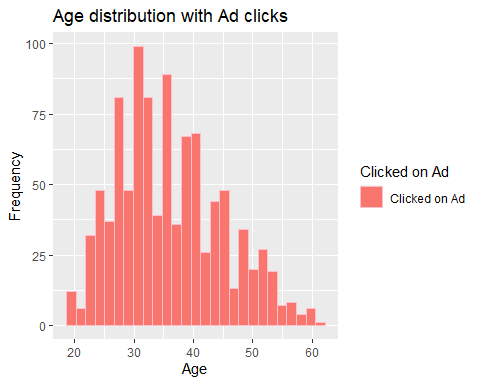 Age distribution with Ad clicks
100
75
50
25
0
Frequency
20 30 40 50 60
Age
Clicked on Ad
Clicked on Ad